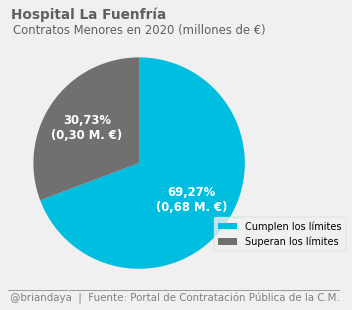 Hospital La Fuenfría
Contratos Menores en 2020 (millones de €)
30,73%
(0,30 M. €)
69,27%
(0,68 M. €)
Cumplen los límites
Superan los límites
@briandaya | Fuente: Portal de Contratación Pública de la C.M.